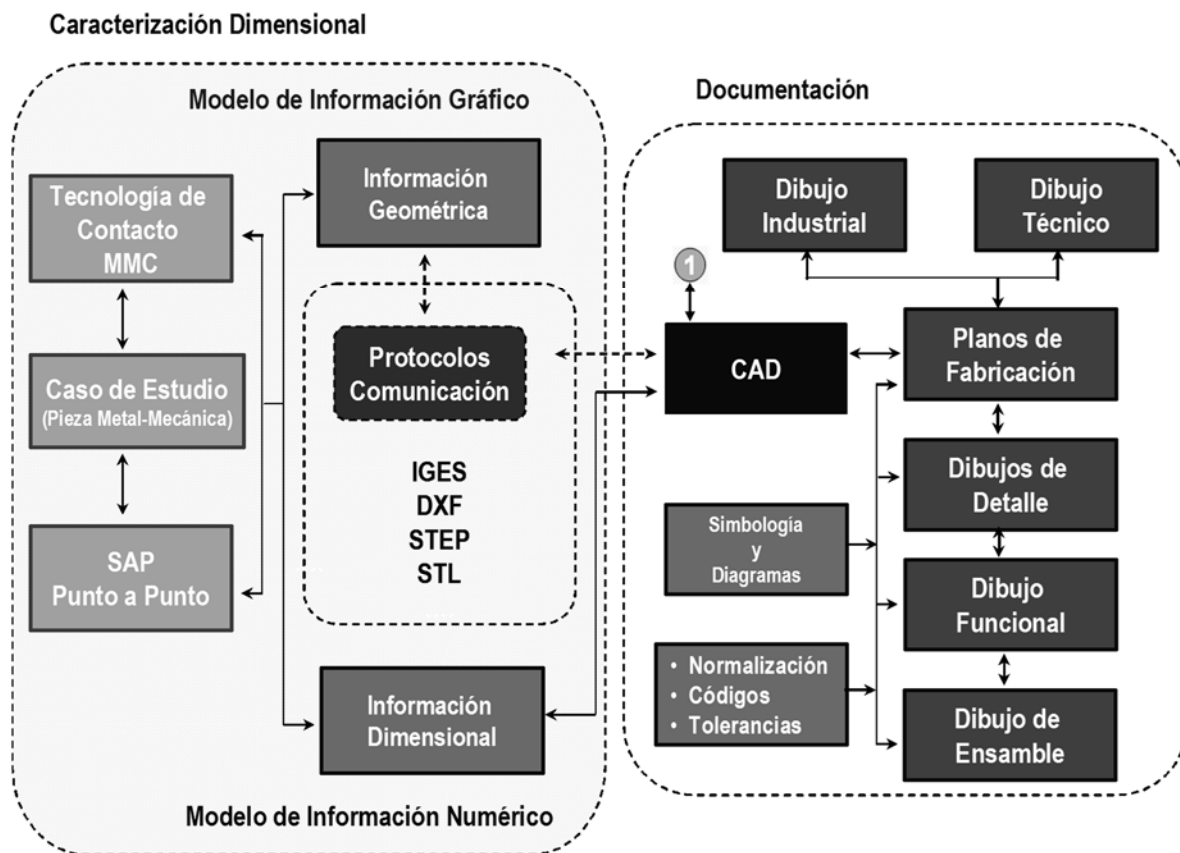 Caracterización Dimensional
Modelo de Información Gráfico
Tecnología de
Contacto
MMC
Caso de Estudio
(Pieza Metal-Mecánica)
SAP
Punto a Punto
Información
Geométrica
Protocolos
Comunicación
IGES
DXF
STEP
STL
Información
Dimensional
Modelo de Información Numérico
Documentación
Dibujo
Industrial
Dibujo
Técnico
1
CAD
Planos de
Fabricación
Dibujos de
Detalle
Simbología
y
Diagramas
Dibujo
Funcional
• Normalización
• Códigos
• Tolerancias
Dibujo de
Ensamble